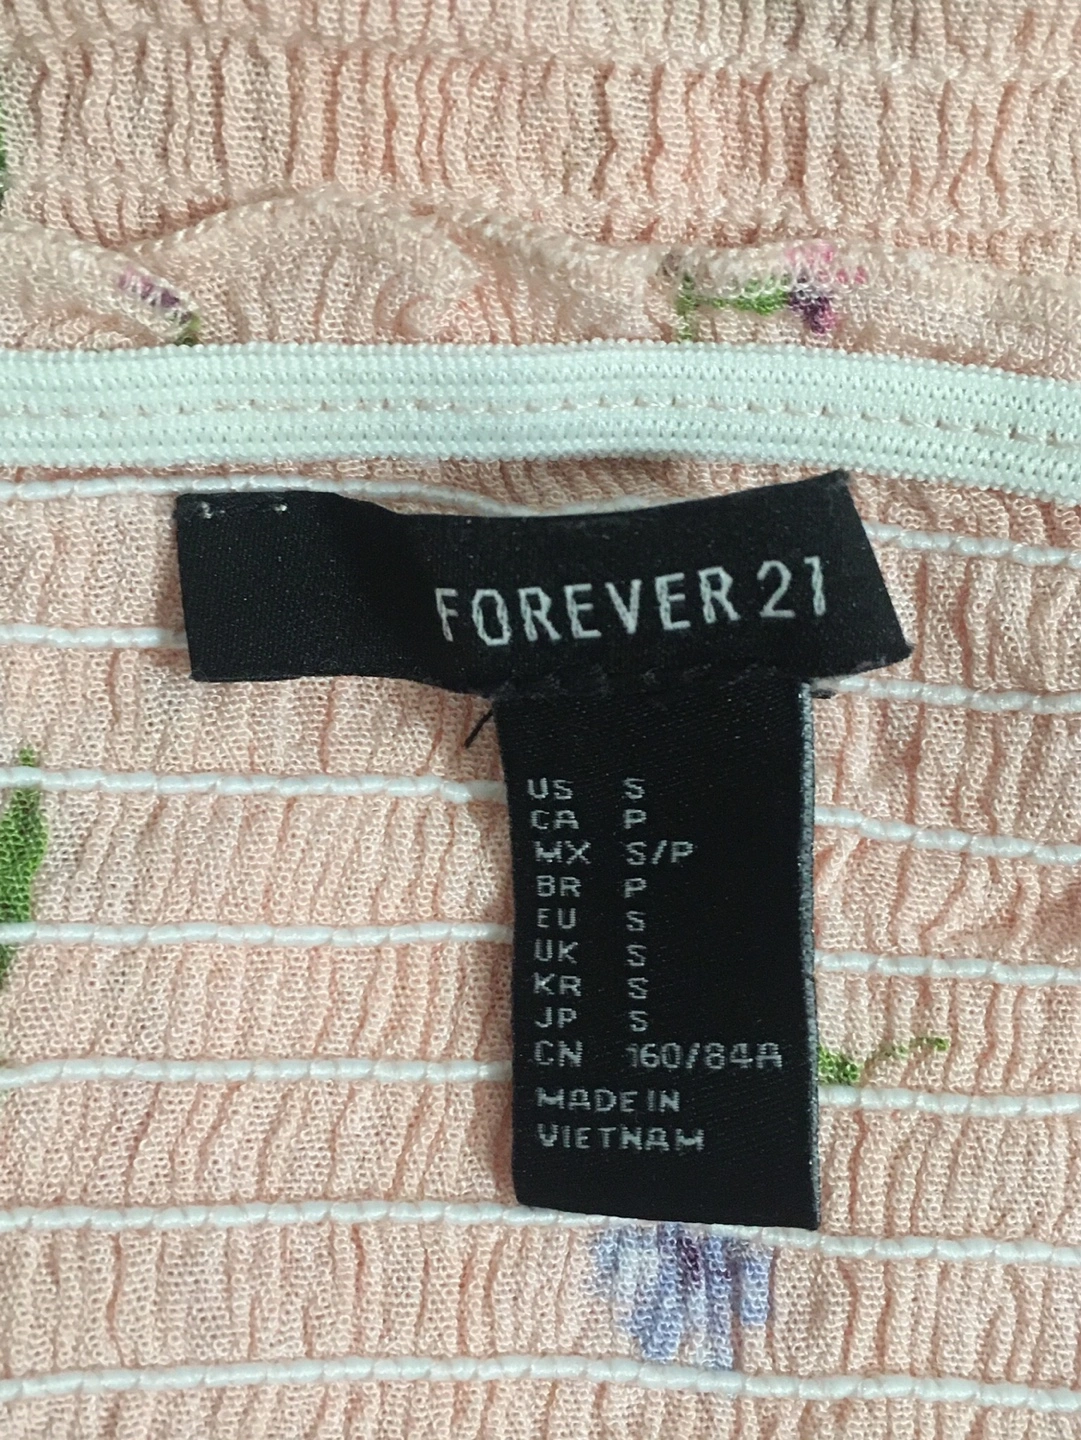 FOREVER 21
US S
CA P
MX S/P
BR P
EU S
UK S
KR S
JP S
CN 160/84A
MADE IN
VIETNAM